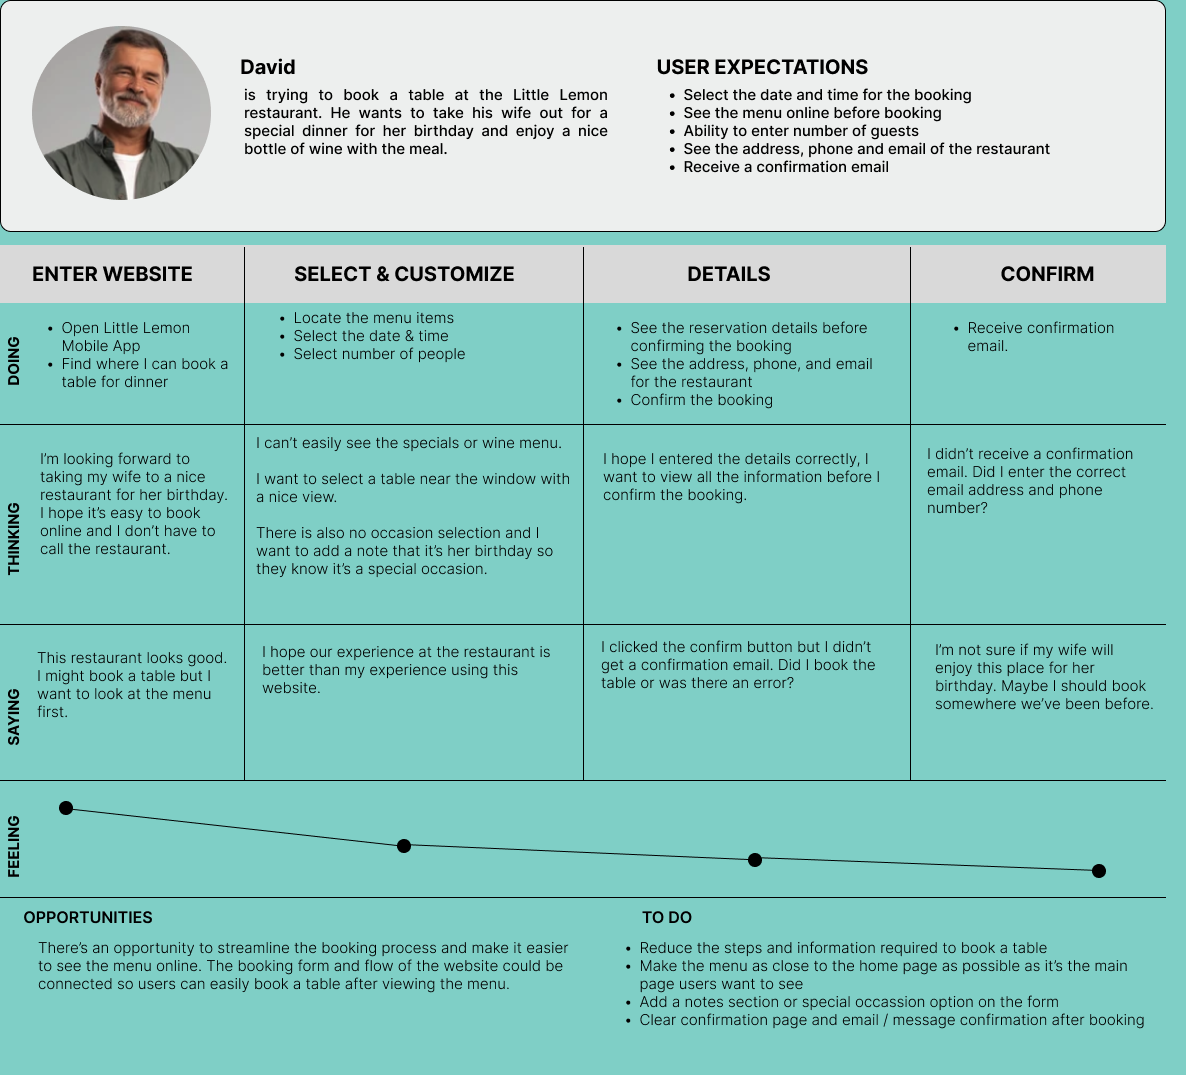 David
is trying to book a table at the Little Lemon
restaurant. He wants to take his wife out for a
special dinner for her birthday and enjoy a nice
bottle of wine with the meal.
USER EXPECTATIONS
• Select the date and time for the booking
• See the menu online before booking
• Ability to enter number of guests
• See the address, phone and email of the restaurant
• Receive a confirmation email
ENTER WEBSITE
SELECT & CUSTOMIZE
DETAILS
CONFIRM
DOING
• Open Little Lemon
Mobile App
• Find where I can book a
table for dinner
• Locate the menu items
• Select the date & time
• Select number of people
• See the reservation details before
confirming the booking
• See the address, phone, and email
for the restaurant
• Confirm the booking
• Receive confirmation
email.
THINKING
I'm looking forward to
taking my wife to a nice
restaurant for her birthday.
I hope it's easy to book
online and I don't have to
call the restaurant.
I can't easily see the specials or wine menu.
I want to select a table near the window with
a nice view.
There is also no occasion selection and I
want to add a note that it's her birthday so
they know it's a special occasion.
I hope I entered the details correctly, I
want to view all the information before I
confirm the booking.
I didn't receive a confirmation
email. Did I enter the correct
email address and phone
number?
SAYING
This restaurant looks good.
I might book a table but I
want to look at the menu
first.
I hope our experience at the restaurant is
better than my experience using this
website.
I clicked the confirm button but I didn't
get a confirmation email. Did I book the
table or was there an error?
I'm not sure if my wife will
enjoy this place for her
birthday. Maybe I should book
somewhere we've been before.
FEELING
OPPORTUNITIES
There's an opportunity to streamline the booking process and make it easier
to see the menu online. The booking form and flow of the website could be
connected so users can easily book a table after viewing the menu.
TO DO
• Reduce the steps and information required to book a table
• Make the menu as close to the home page as possible as it's the main
page users want to see
• Add a notes section or special occassion option on the form
• Clear confirmation page and email / message confirmation after booking